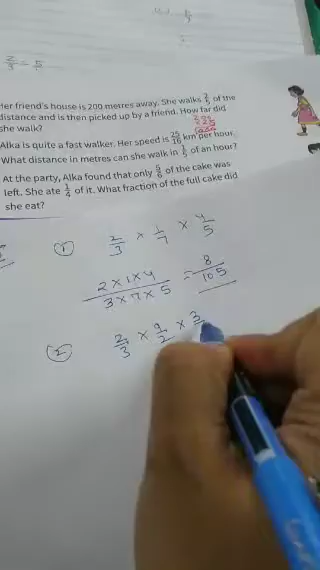 2/3 = 5/
Her friend's house is 200 metres away. She walks 2/5 of the
distance and is then picked up by a friend. How far did
she walk?
Alka is quite a fast walker. Her speed is 25/16 km per hour.
What distance in metres can she walk in 1/5 of an hour?
At the party, Alka found that only 5/6 of the cake was
left. She ate 1/4 of it. What fraction of the full cake did
she eat?
① 2/3 × 1/7 × 4/5
2×1×4 / 3×7×5 = 8/105
② 2/3 × 9/2 × 3/